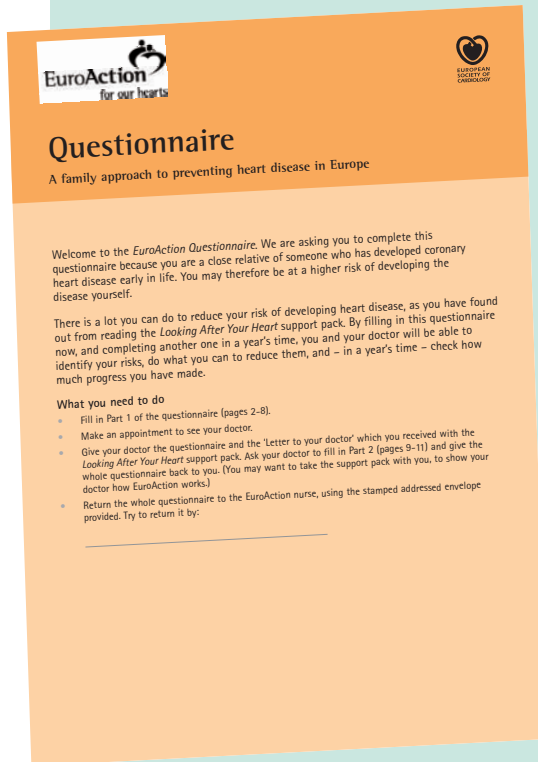 EuroAction
for our hearts
EUROPEAN
SOCIETY OF
CARDIOLOGY
Questionnaire
A family approach to preventing heart disease in Europe
Welcome to the EuroAction Questionnaire. We are asking you to complete this
questionnaire because you are a close relative of someone who has developed coronary
heart disease early in life. You may therefore be at a higher risk of developing the
disease yourself.
There is a lot you can do to reduce your risk of developing heart disease, as you have found
out from reading the Looking After Your Heart support pack. By filling in this questionnaire
now, and completing another one in a year's time, you and your doctor will be able to
identify your risks, do what you can to reduce them, and – in a year's time – check how
much progress you have made.
What you need to do
• Fill in Part 1 of the questionnaire (pages 2-8).
• Make an appointment to see your doctor.
• Give your doctor the questionnaire and the 'Letter to your doctor' which you received with the
Looking After Your Heart support pack. Ask your doctor to fill in Part 2 (pages 9-11) and give the
whole questionnaire back to you. (You may want to take the support pack with you, to show your
doctor how EuroAction works.)
• Return the whole questionnaire to the EuroAction nurse, using the stamped addressed envelope
provided. Try to return it by: